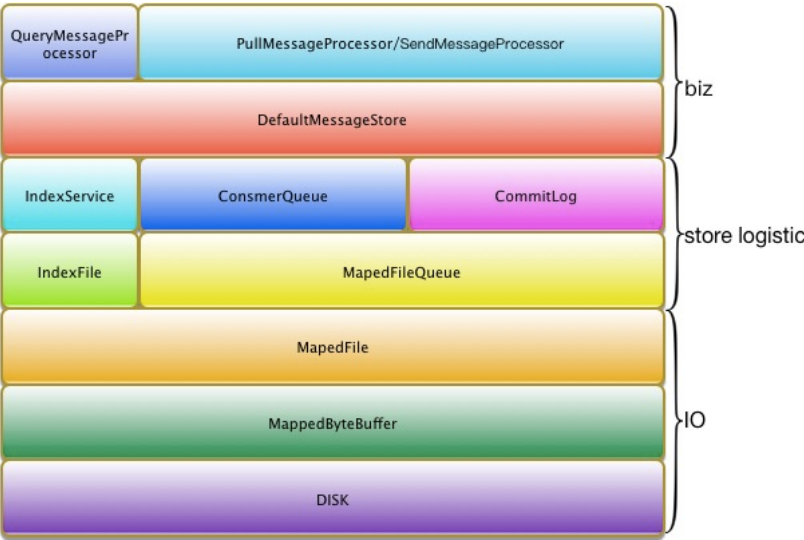 QueryMessagePr
ocessor
PullMessageProcessor/SendMessageProcessor
biz
DefaultMessageStore
IndexService
ConsmerQueue
CommitLog
store logistic
IndexFile
MapedFileQueue
MapedFile
MappedByteBuffer
IO
DISK